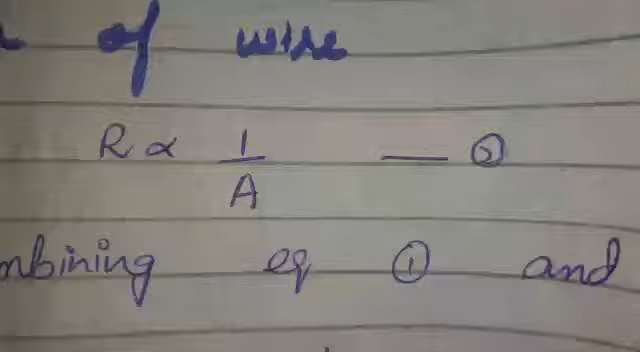 of wire
R ∝ 1/A — ②
mbining eq ① and